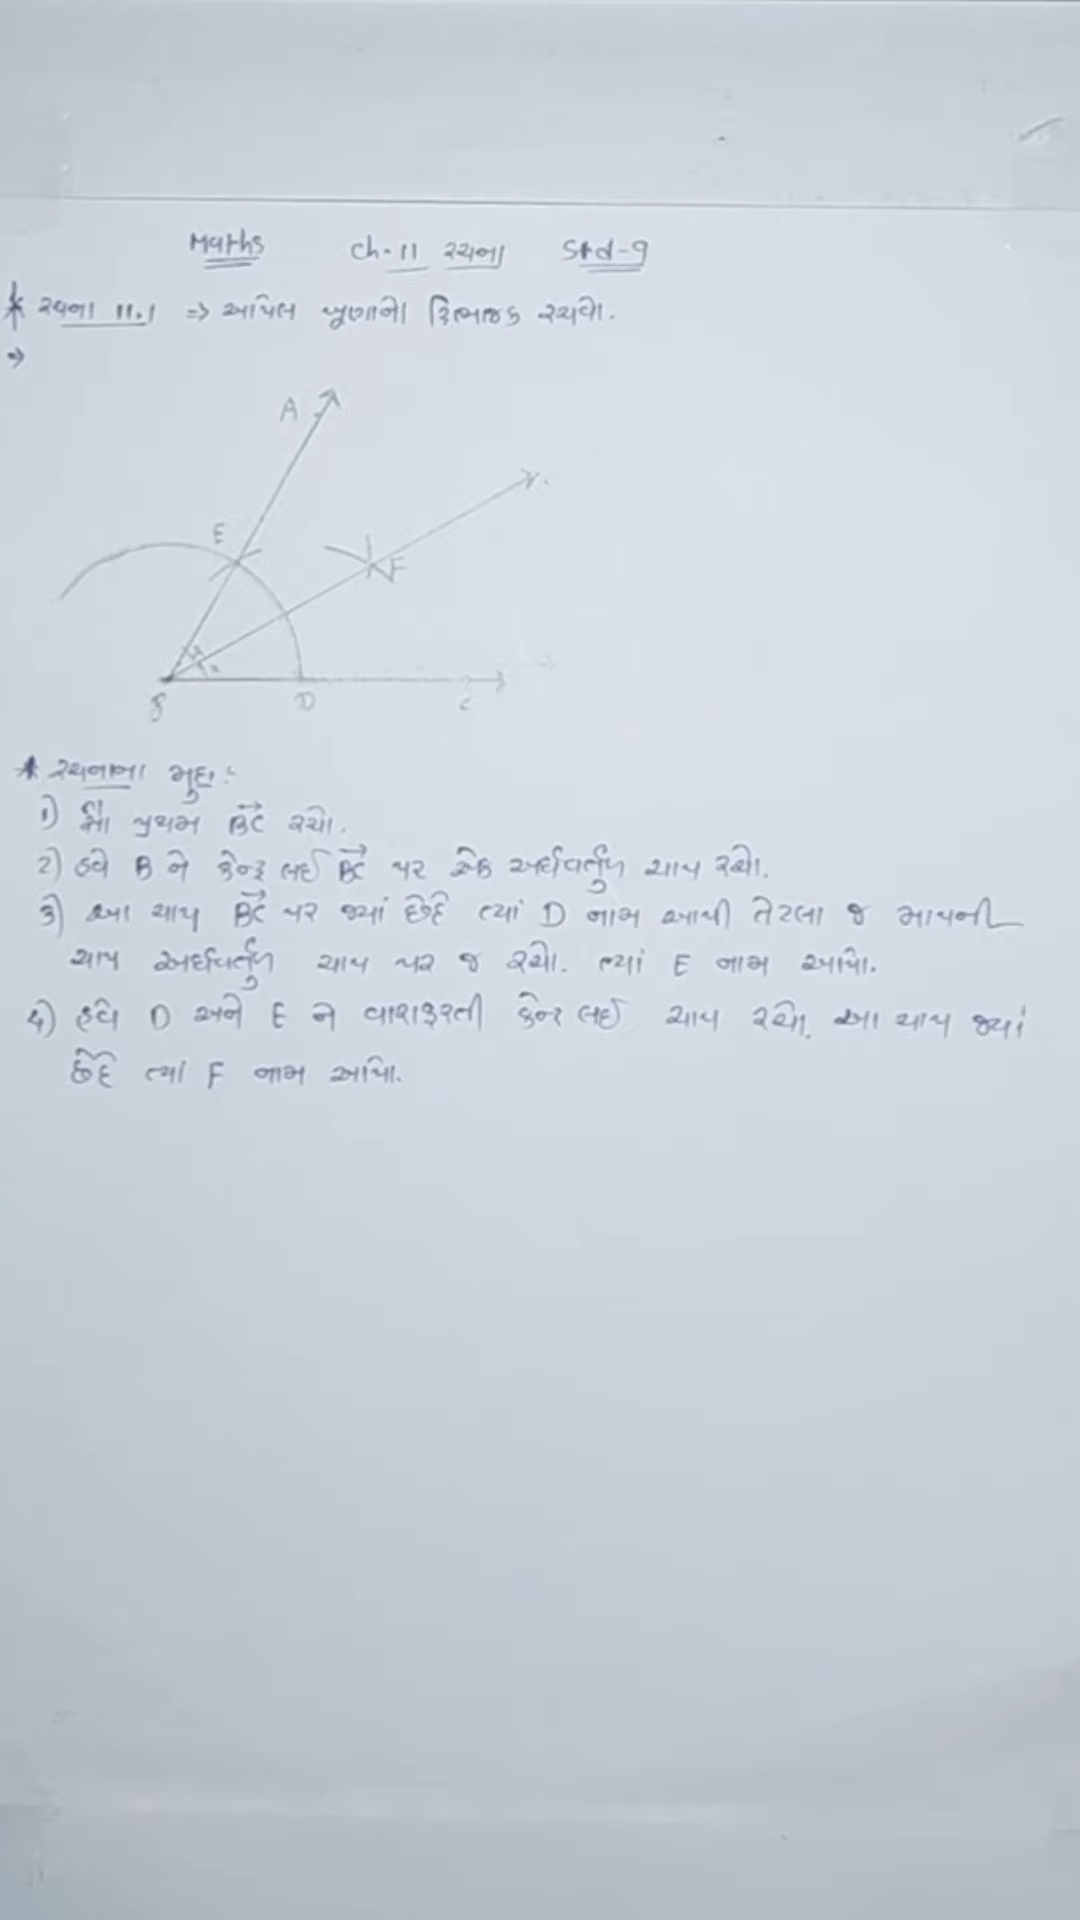 Maths ch-11 રચના Std-9
* રચના 11.1 => આપેલ ખૂણાનો દ્વિભાજક રચવો.
=>
A
E
F
B D C
* રચનાના મુદ્દા:
1) સૌ પ્રથમ BC રચો.
2) હવે B ને કેન્દ્ર લઈ BC પર એક અર્ધવર્તુળ ચાપ રચો.
3) આ ચાપ BC પર જ્યાં છેદે ત્યાં D નામ આપી તેટલા જ માપની
ચાપ અર્ધવર્તુળ ચાપ પર જ રચો. ત્યાં E નામ આપો.
4) હવે D અને E ને વારાફરતી કેન્દ્ર લઈ ચાપ રચો. આ ચાપ જ્યાં
છેદે ત્યાં F નામ આપો.